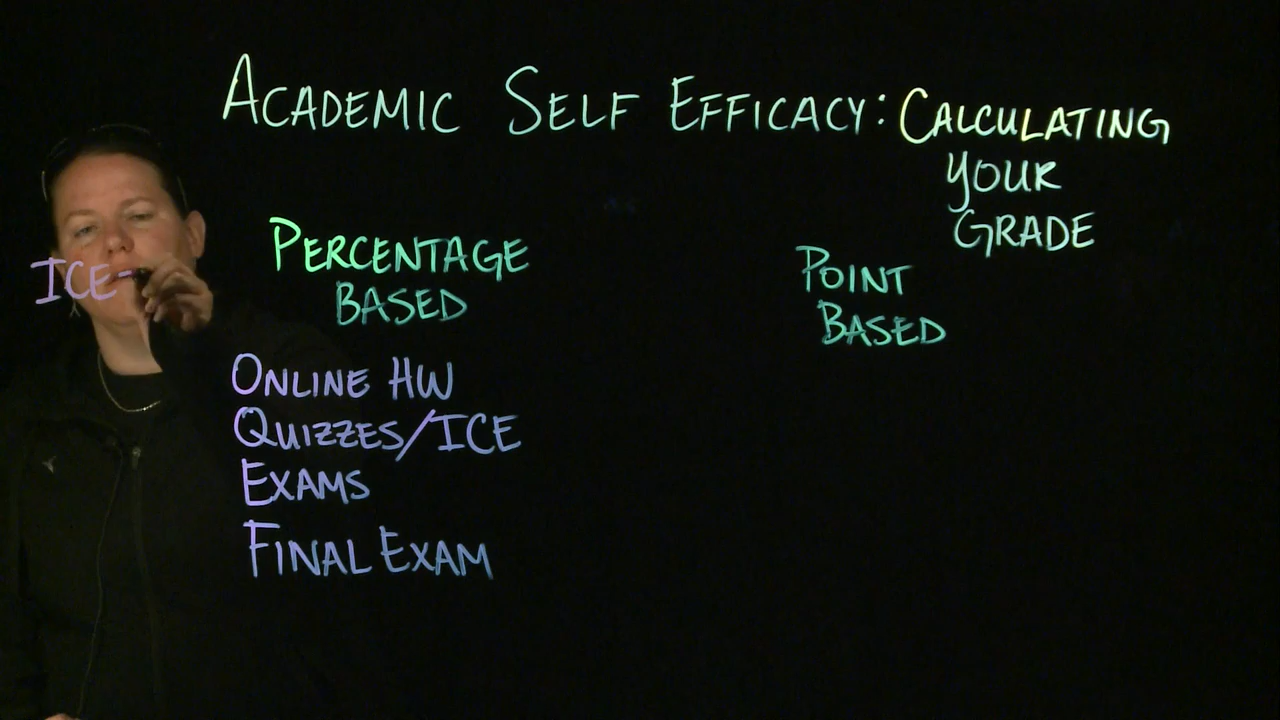 ACADEMIC SELF EFFICACY: CALCULATING
YOUR
GRADE
PERCENTAGE
BASED
POINT
BASED
ICE-
ONLINE HW
QUIZZES/ICE
EXAMS
FINAL EXAM